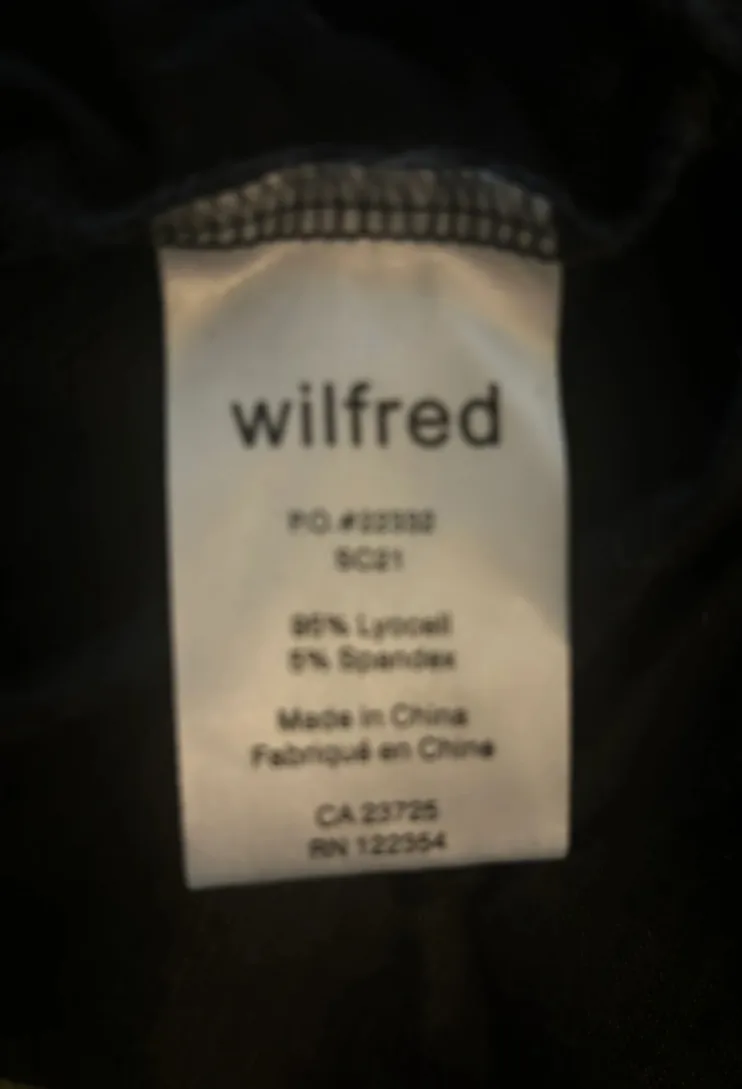 wilfred
P.O.#22332
SC21
95% Lyocell
5% Spandex
Made in China
Fabriqué en Chine
CA 23725
RN 122354